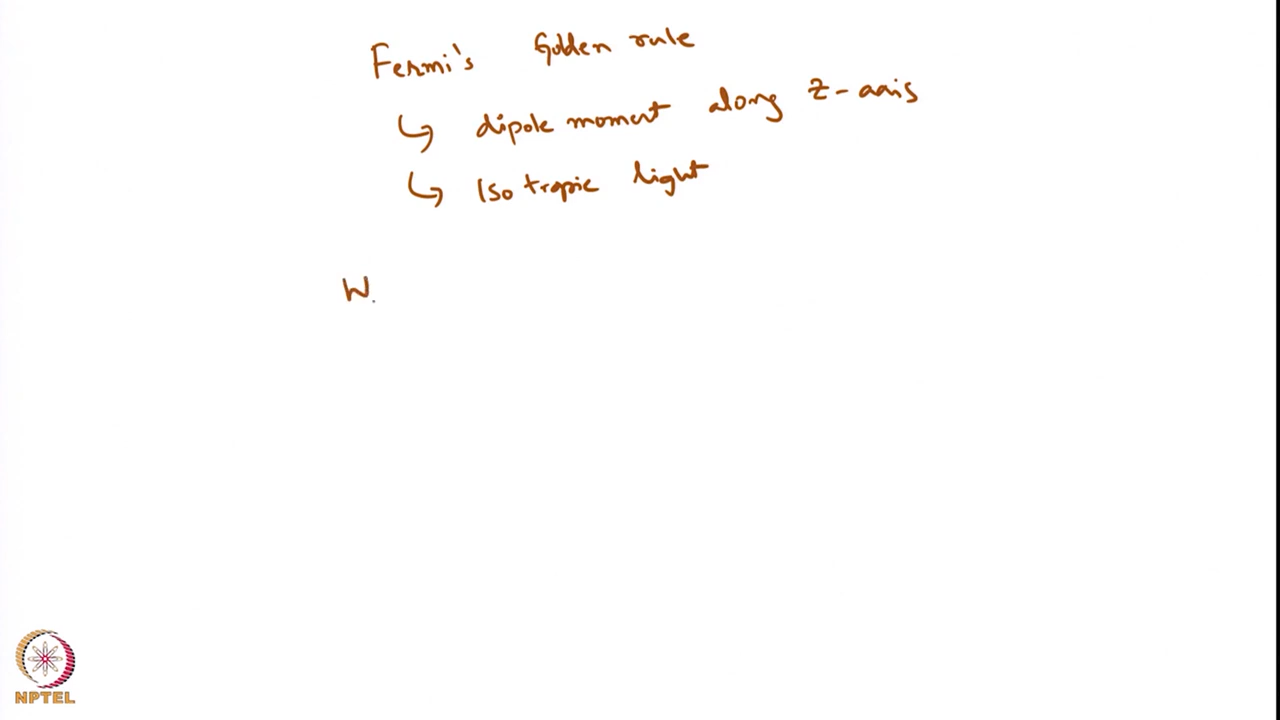 Fermi's Golden rule
↳ dipole moment along z-axis
↳ Isotropic light
W.
NPTEL